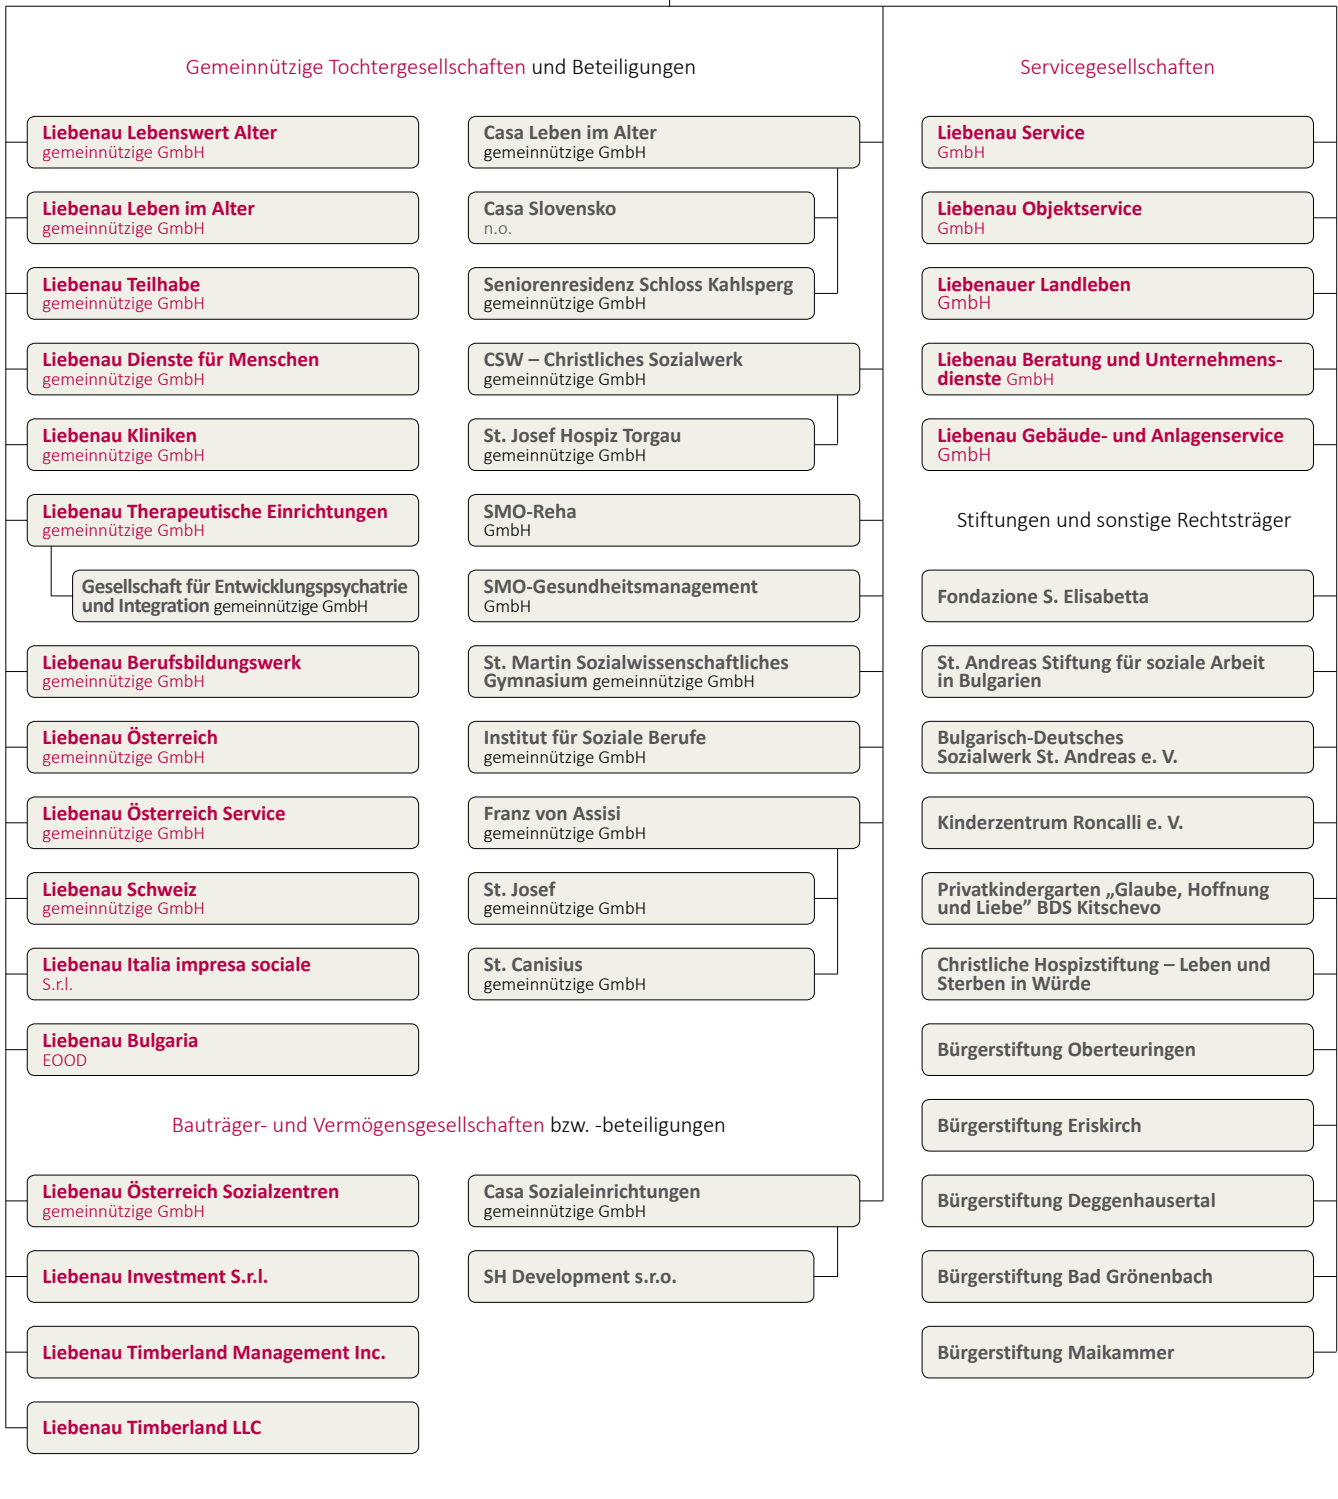 Gemeinnützige Tochtergesellschaften und Beteiligungen
Liebenau Lebenswert Alter
gemeinnützige GmbH
Liebenau Leben im Alter
gemeinnützige GmbH
Liebenau Teilhabe
gemeinnützige GmbH
Liebenau Dienste für Menschen
gemeinnützige GmbH
Liebenau Kliniken
gemeinnützige GmbH
Liebenau Therapeutische Einrichtungen
gemeinnützige GmbH
Gesellschaft für Entwicklungspsychatrie
und Integration gemeinnützige GmbH
Liebenau Berufsbildungswerk
gemeinnützige GmbH
Liebenau Österreich
gemeinnützige GmbH
Liebenau Österreich Service
gemeinnützige GmbH
Liebenau Schweiz
gemeinnützige GmbH
Liebenau Italia impresa sociale
S.r.l.
Liebenau Bulgaria
EOOD
Casa Leben im Alter
gemeinnützige GmbH
Casa Slovensko
n.o.
Seniorenresidenz Schloss Kahlsperg
gemeinnützige GmbH
CSW – Christliches Sozialwerk
gemeinnützige GmbH
St. Josef Hospiz Torgau
gemeinnützige GmbH
SMO-Reha
GmbH
SMO-Gesundheitsmanagement
GmbH
St. Martin Sozialwissenschaftliches
Gymnasium gemeinnützige GmbH
Institut für Soziale Berufe
gemeinnützige GmbH
Franz von Assisi
gemeinnützige GmbH
St. Josef
gemeinnützige GmbH
St. Canisius
gemeinnützige GmbH
Bauträger- und Vermögensgesellschaften bzw. -beteiligungen
Liebenau Österreich Sozialzentren
gemeinnützige GmbH
Liebenau Investment S.r.l.
Liebenau Timberland Management Inc.
Liebenau Timberland LLC
Casa Sozialeinrichtungen
gemeinnützige GmbH
SH Development s.r.o.
Servicegesellschaften
Liebenau Service
GmbH
Liebenau Objektservice
GmbH
Liebenauer Landleben
GmbH
Liebenau Beratung und Unternehmens-
dienste GmbH
Liebenau Gebäude- und Anlagenservice
GmbH
Stiftungen und sonstige Rechtsträger
Fondazione S. Elisabetta
St. Andreas Stiftung für soziale Arbeit
in Bulgarien
Bulgarisch-Deutsches
Sozialwerk St. Andreas e. V.
Kinderzentrum Roncalli e. V.
Privatkindergarten „Glaube, Hoffnung
und Liebe” BDS Kitschevo
Christliche Hospizstiftung – Leben und
Sterben in Würde
Bürgerstiftung Oberteuringen
Bürgerstiftung Eriskirch
Bürgerstiftung Deggenhausertal
Bürgerstiftung Bad Grönenbach
Bürgerstiftung Maikammer